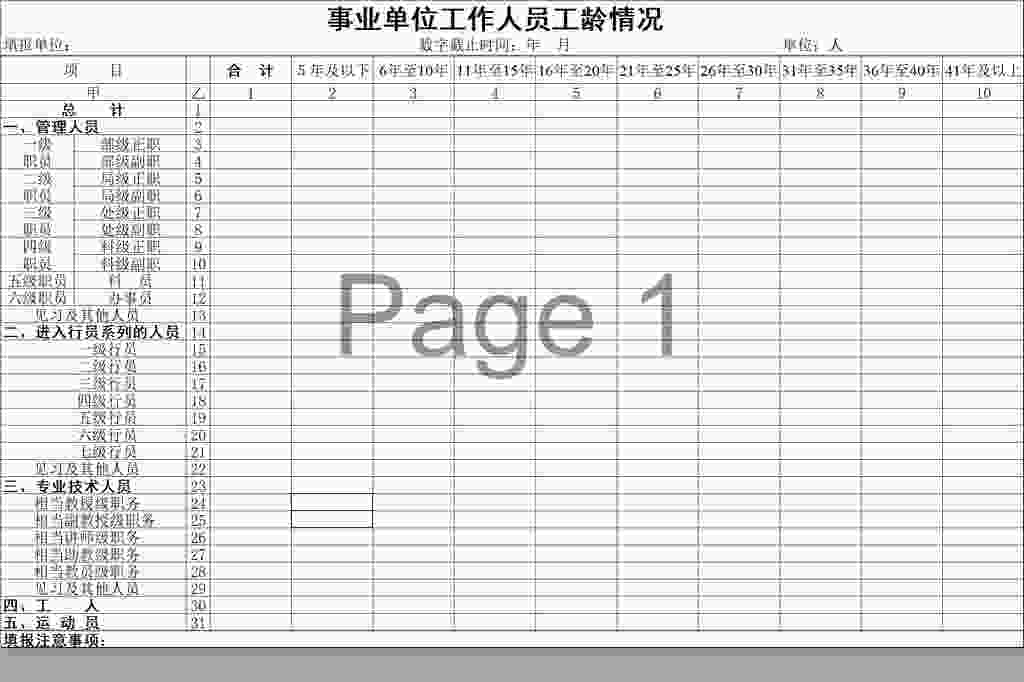 事业单位工作人员工龄情况
填报单位： 数字截止时间：年 月 单位：人
项 目 合 计 5年及以下 6年至10年 11年至15年 16年至20年 21年至25年 26年至30年 31年至35年 36年至40年 41年及以上
甲 乙 1 2 3 4 5 6 7 8 9 10
总 计 1
一、管理人员 2
一级 部级正职 3
职员 部级副职 4
二级 局级正职 5
职员 局级副职 6
三级 处级正职 7
职员 处级副职 8
四级 科级正职 9
职员 科级副职 10
五级职员 科 员 11
六级职员 办事员 12
见习及其他人员 13
二、进入行员系列的人员 14
一级行员 15
二级行员 16
三级行员 17
四级行员 18
五级行员 19
六级行员 20
七级行员 21
见习及其他人员 22
三、专业技术人员 23
相当教授级职务 24
相当副教授级职务 25
相当讲师级职务 26
相当助教级职务 27
相当教员级职务 28
见习及其他人员 29
四、工 人 30
五、运 动 员 31
填报注意事项：
Page 1